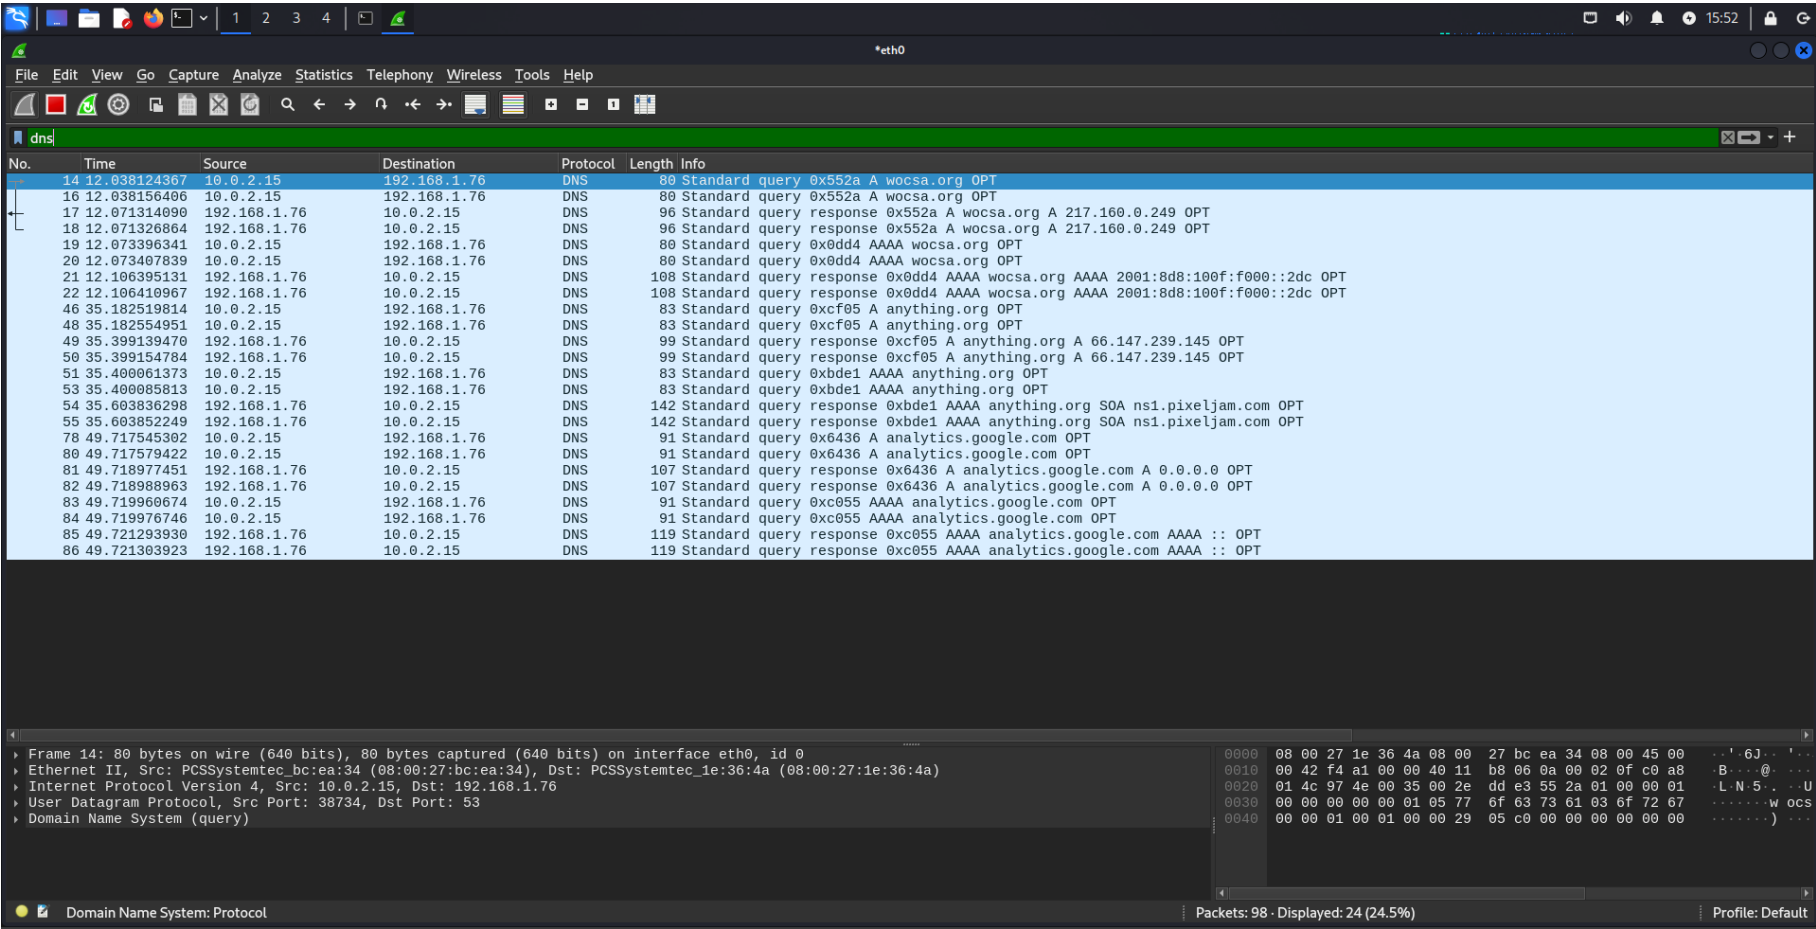 1 2 3 4 15:52
*eth0
File Edit View Go Capture Analyze Statistics Telephony Wireless Tools Help
dns
No. Time Source Destination Protocol Length Info
14 12.038124367 10.0.2.15 192.168.1.76 DNS 80 Standard query 0x552a A wocsa.org OPT
16 12.038156406 10.0.2.15 192.168.1.76 DNS 80 Standard query 0x552a A wocsa.org OPT
17 12.071314090 192.168.1.76 10.0.2.15 DNS 96 Standard query response 0x552a A wocsa.org A 217.160.0.249 OPT
18 12.071326864 192.168.1.76 10.0.2.15 DNS 96 Standard query response 0x552a A wocsa.org A 217.160.0.249 OPT
19 12.073396341 10.0.2.15 192.168.1.76 DNS 80 Standard query 0x0dd4 AAAA wocsa.org OPT
20 12.073407839 10.0.2.15 192.168.1.76 DNS 80 Standard query 0x0dd4 AAAA wocsa.org OPT
21 12.106395131 192.168.1.76 10.0.2.15 DNS 108 Standard query response 0x0dd4 AAAA wocsa.org AAAA 2001:8d8:100f:f000::2dc OPT
22 12.106410967 192.168.1.76 10.0.2.15 DNS 108 Standard query response 0x0dd4 AAAA wocsa.org AAAA 2001:8d8:100f:f000::2dc OPT
46 35.182519814 10.0.2.15 192.168.1.76 DNS 83 Standard query 0xcf05 A anything.org OPT
48 35.182554951 10.0.2.15 192.168.1.76 DNS 83 Standard query 0xcf05 A anything.org OPT
49 35.399139470 192.168.1.76 10.0.2.15 DNS 99 Standard query response 0xcf05 A anything.org A 66.147.239.145 OPT
50 35.399154784 192.168.1.76 10.0.2.15 DNS 99 Standard query response 0xcf05 A anything.org A 66.147.239.145 OPT
51 35.400061373 10.0.2.15 192.168.1.76 DNS 83 Standard query 0xbde1 AAAA anything.org OPT
53 35.400085813 10.0.2.15 192.168.1.76 DNS 83 Standard query 0xbde1 AAAA anything.org OPT
54 35.603836298 192.168.1.76 10.0.2.15 DNS 142 Standard query response 0xbde1 AAAA anything.org SOA ns1.pixeljam.com OPT
55 35.603852249 192.168.1.76 10.0.2.15 DNS 142 Standard query response 0xbde1 AAAA anything.org SOA ns1.pixeljam.com OPT
78 49.717545302 10.0.2.15 192.168.1.76 DNS 91 Standard query 0x6436 A analytics.google.com OPT
80 49.717579422 10.0.2.15 192.168.1.76 DNS 91 Standard query 0x6436 A analytics.google.com OPT
81 49.718977451 192.168.1.76 10.0.2.15 DNS 107 Standard query response 0x6436 A analytics.google.com A 0.0.0.0 OPT
82 49.718988963 192.168.1.76 10.0.2.15 DNS 107 Standard query response 0x6436 A analytics.google.com A 0.0.0.0 OPT
83 49.719960674 10.0.2.15 192.168.1.76 DNS 91 Standard query 0xc055 AAAA analytics.google.com OPT
84 49.719976746 10.0.2.15 192.168.1.76 DNS 91 Standard query 0xc055 AAAA analytics.google.com OPT
85 49.721293930 192.168.1.76 10.0.2.15 DNS 119 Standard query response 0xc055 AAAA analytics.google.com AAAA :: OPT
86 49.721303923 192.168.1.76 10.0.2.15 DNS 119 Standard query response 0xc055 AAAA analytics.google.com AAAA :: OPT
Frame 14: 80 bytes on wire (640 bits), 80 bytes captured (640 bits) on interface eth0, id 0
Ethernet II, Src: PCSSystemtec_bc:ea:34 (08:00:27:bc:ea:34), Dst: PCSSystemtec_1e:36:4a (08:00:27:1e:36:4a)
Internet Protocol Version 4, Src: 10.0.2.15, Dst: 192.168.1.76
User Datagram Protocol, Src Port: 38734, Dst Port: 53
Domain Name System (query)
0000 08 00 27 1e 36 4a 08 00 27 bc ea 34 08 00 45 00 ··'·6J·· '··
0010 00 42 f4 a1 00 00 40 11 b8 06 0a 00 02 0f c0 a8 ·B····@· ···
0020 01 4c 97 4e 00 35 00 2e dd e3 55 2a 01 00 00 01 ·L·N·5·. ··U
0030 00 00 00 00 00 01 05 77 6f 63 73 61 03 6f 72 67 ·······w ocs
0040 00 00 01 00 01 00 00 29 05 c0 00 00 00 00 00 00 ·······) ···
Domain Name System: Protocol Packets: 98 · Displayed: 24 (24.5%) Profile: Default